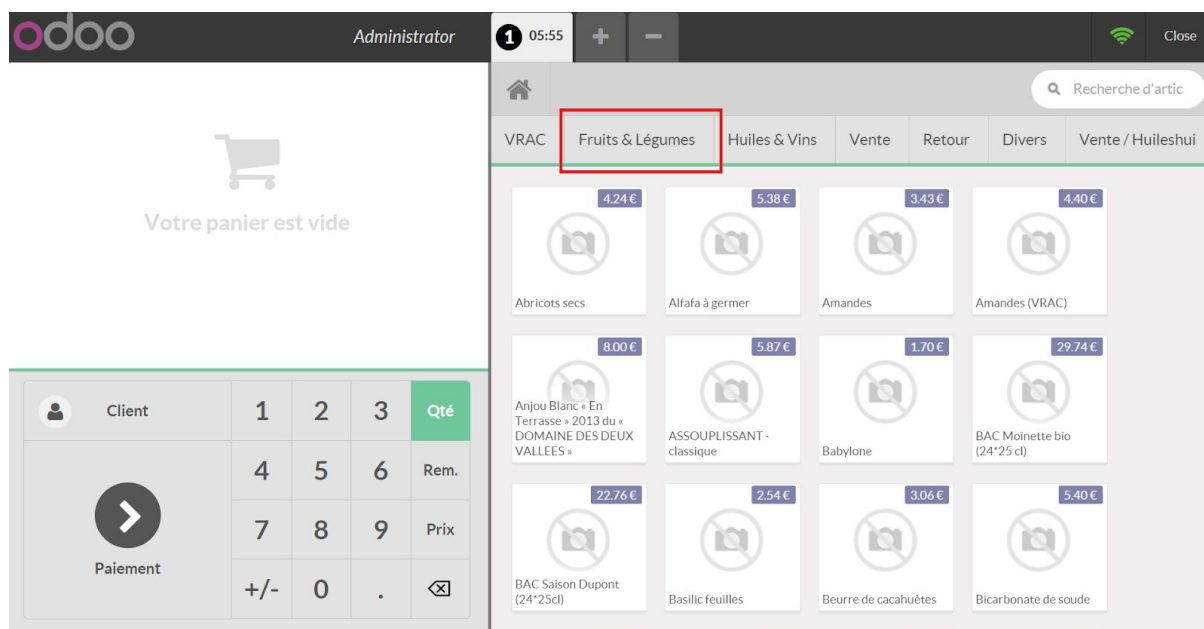 odoo
Administrator
1 05:55
+
−
Close
Recherche d'artic
VRAC
Fruits & Légumes
Huiles & Vins
Vente
Retour
Divers
Vente / Huileshui
Votre panier est vide
4.24 €
Abricots secs
5.38 €
Alfafa à germer
3.43 €
Amandes
4.40 €
Amandes (VRAC)
8.00 €
Anjou Blanc « En
Terrasse » 2013 du «
DOMAINE DES DEUX
VALLEES »
5.87 €
ASSOUPLISSANT -
classique
1.70 €
Babylone
29.74 €
BAC Moinette bio
(24*25 cl)
22.76 €
BAC Saison Dupont
(24*25cl)
2.54 €
Basilic feuilles
3.06 €
Beurre de cacahuètes
5.40 €
Bicarbonate de soude
Client
Paiement
1 2 3 Qté
4 5 6 Rem.
7 8 9 Prix
+/- 0 .